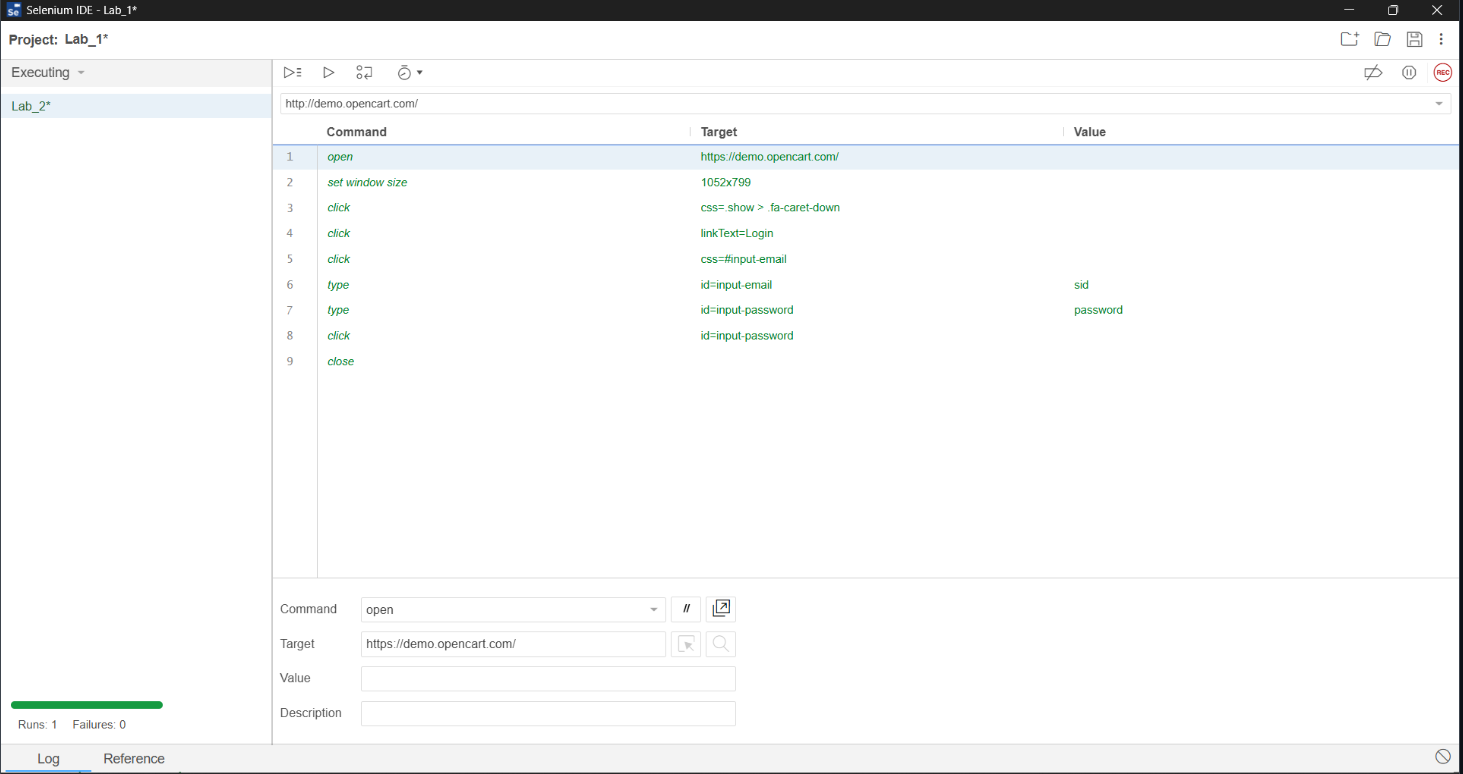 Selenium IDE - Lab_1*
Project: Lab_1*
Executing
Lab_2*
REC
http://demo.opencart.com/
Command Target Value
1 open https://demo.opencart.com/
2 set window size 1052x799
3 click css=.show > .fa-caret-down
4 click linkText=Login
5 click css=#input-email
6 type id=input-email sid
7 type id=input-password password
8 click id=input-password
9 close
Command open //
Target https://demo.opencart.com/
Value
Description
Runs: 1 Failures: 0
Log Reference